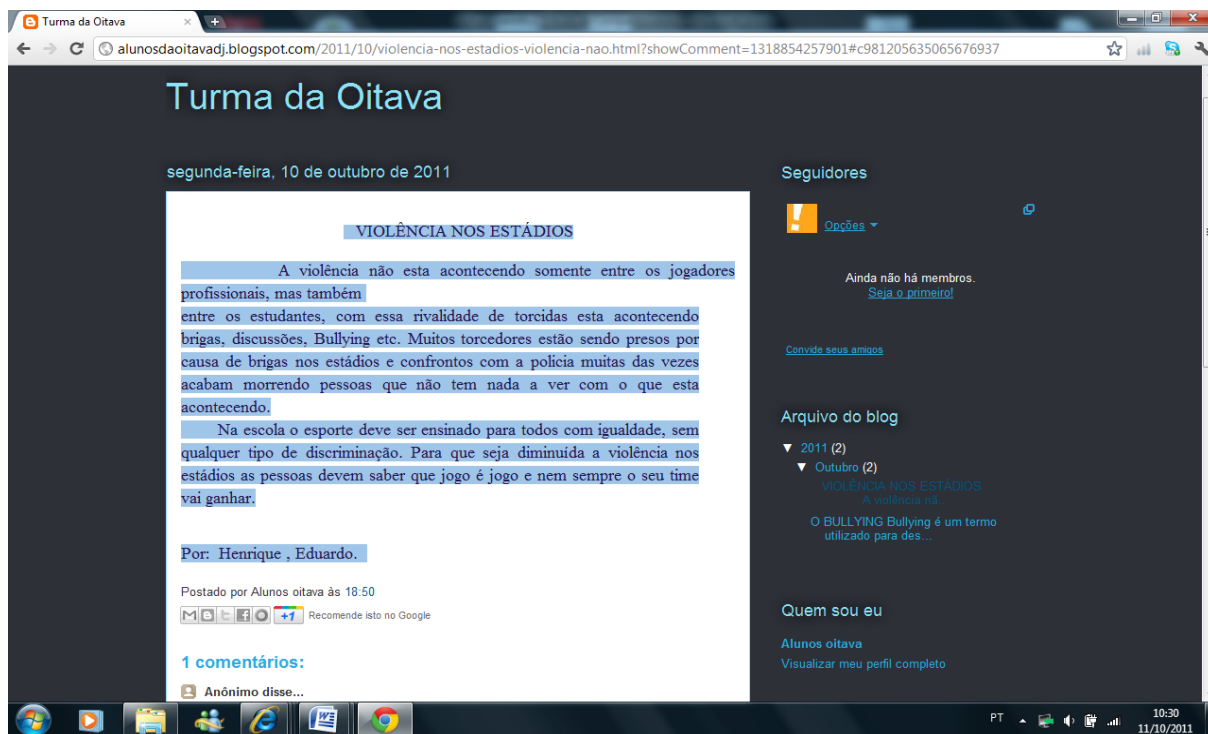 Turma da Oitava
alunosdaoitavadj.blogspot.com/2011/10/violencia-nos-estadios-violencia-nao.html?showComment=1318854257901#c981205635065676937
Turma da Oitava
segunda-feira, 10 de outubro de 2011
VIOLÊNCIA NOS ESTÁDIOS
A violência não esta acontecendo somente entre os jogadores
profissionais, mas também
entre os estudantes, com essa rivalidade de torcidas esta acontecendo
brigas, discussões, Bullying etc. Muitos torcedores estão sendo presos por
causa de brigas nos estádios e confrontos com a policia muitas das vezes
acabam morrendo pessoas que não tem nada a ver com o que esta
acontecendo.
Na escola o esporte deve ser ensinado para todos com igualdade, sem
qualquer tipo de discriminação. Para que seja diminuída a violência nos
estádios as pessoas devem saber que jogo é jogo e nem sempre o seu time
vai ganhar.
Por: Henrique , Eduardo.
Postado por Alunos oitava às 18:50
+1 Recomende isto no Google
1 comentários:
Anônimo disse...
Seguidores
Opções
Ainda não há membros.
Seja o primeiro!
Convide seus amigos
Arquivo do blog
▼ 2011 (2)
▼ Outubro (2)
VIOLÊNCIA NOS ESTÁDIOS
A violência nã...
O BULLYING Bullying é um termo
utilizado para des...
Quem sou eu
Alunos oitava
Visualizar meu perfil completo
PT
10:30
11/10/2011